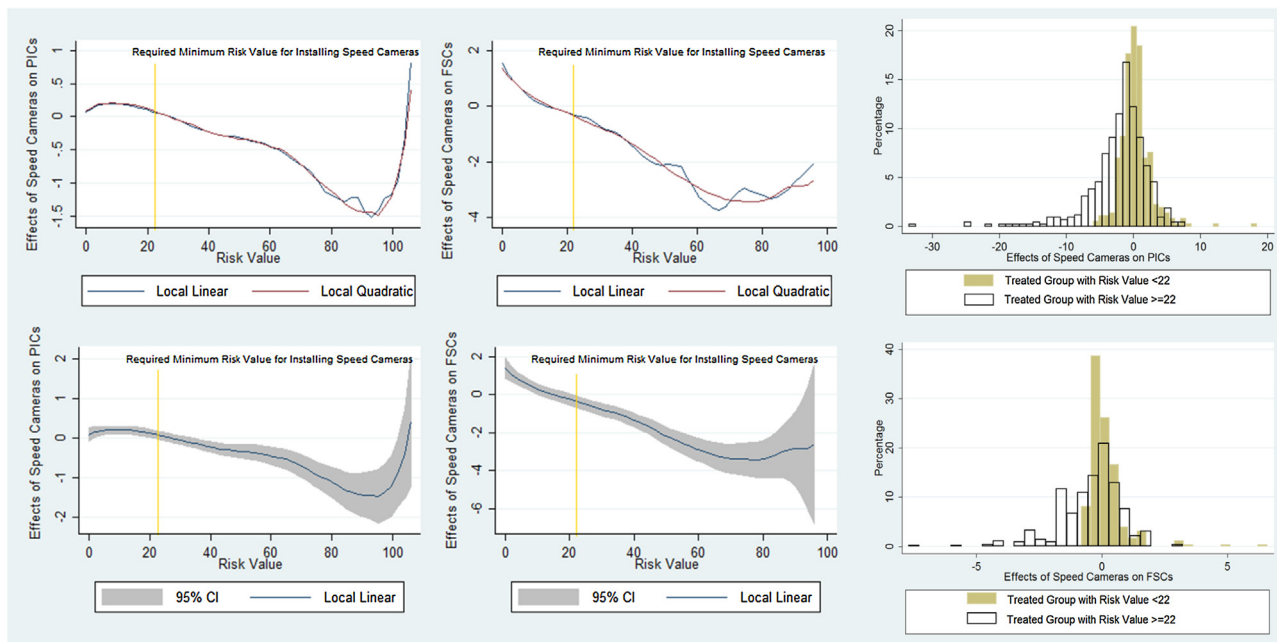 Required Minimum Risk Value for Installing Speed Cameras
Effects of Speed Cameras on PICs
1
.5
0
-.5
-1
-1.5
0 20 40 60 80 100
Risk Value
Local Linear Local Quadratic
Required Minimum Risk Value for Installing Speed Cameras
Effects of Speed Cameras on FSCs
2
0
-2
-4
0 20 40 60 80 100
Risk Value
Local Linear Local Quadratic
Percentage
20
15
10
5
0
-30 -20 -10 0 10 20
Effects of Speed Cameras on PICs
Treated Group with Risk Value <22
Treated Group with Risk Value >=22
Required Minimum Risk Value for Installing Speed Cameras
Effects of Speed Cameras on PICs
2
1
0
-1
-2
0 20 40 60 80 100
Risk Value
95% CI Local Linear
Required Minimum Risk Value for Installing Speed Cameras
Effects of Speed Cameras on FSCs
2
0
-2
-4
-6
0 20 40 60 80 100
Risk Value
95% CI Local Linear
Percentage
40
30
20
10
0
-5 0 5
Effects of Speed Cameras on FSCs
Treated Group with Risk Value <22
Treated Group with Risk Value >=22